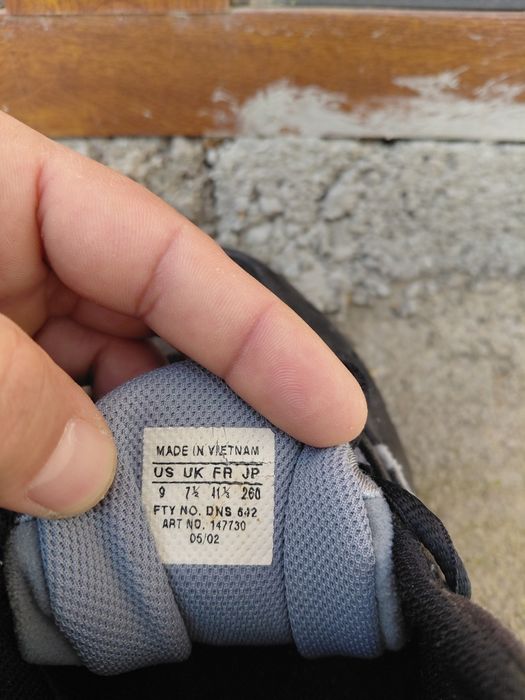 MADE IN VIETNAM
US UK FR JP
9 7½ 41⅓ 260
FTY NO. DNS 642
ART NO. 147730
05/02